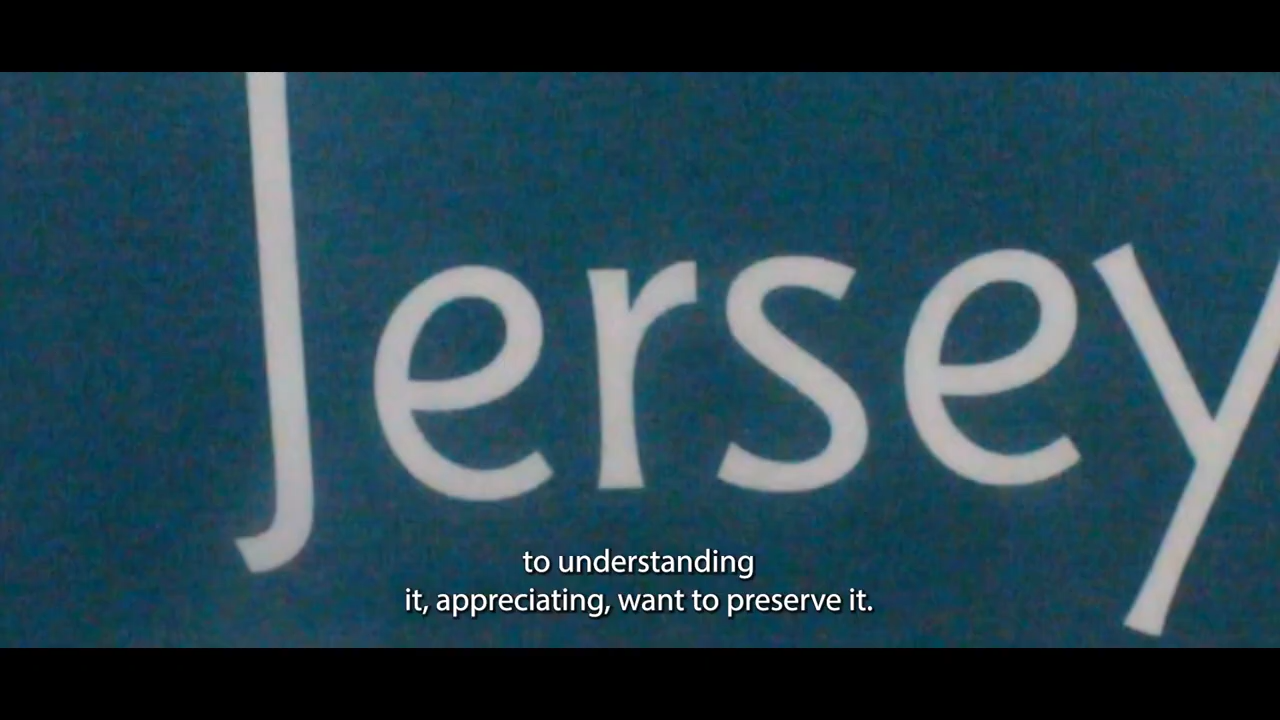 Jersey
to understanding
it, appreciating, want to preserve it.